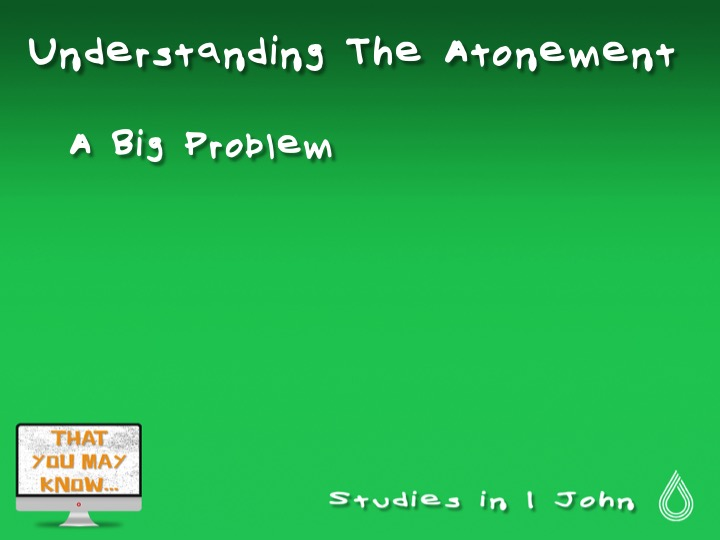 Understanding The Atonement
A Big Problem
THAT
YOU MAY
KNOW...
Studies in 1 John